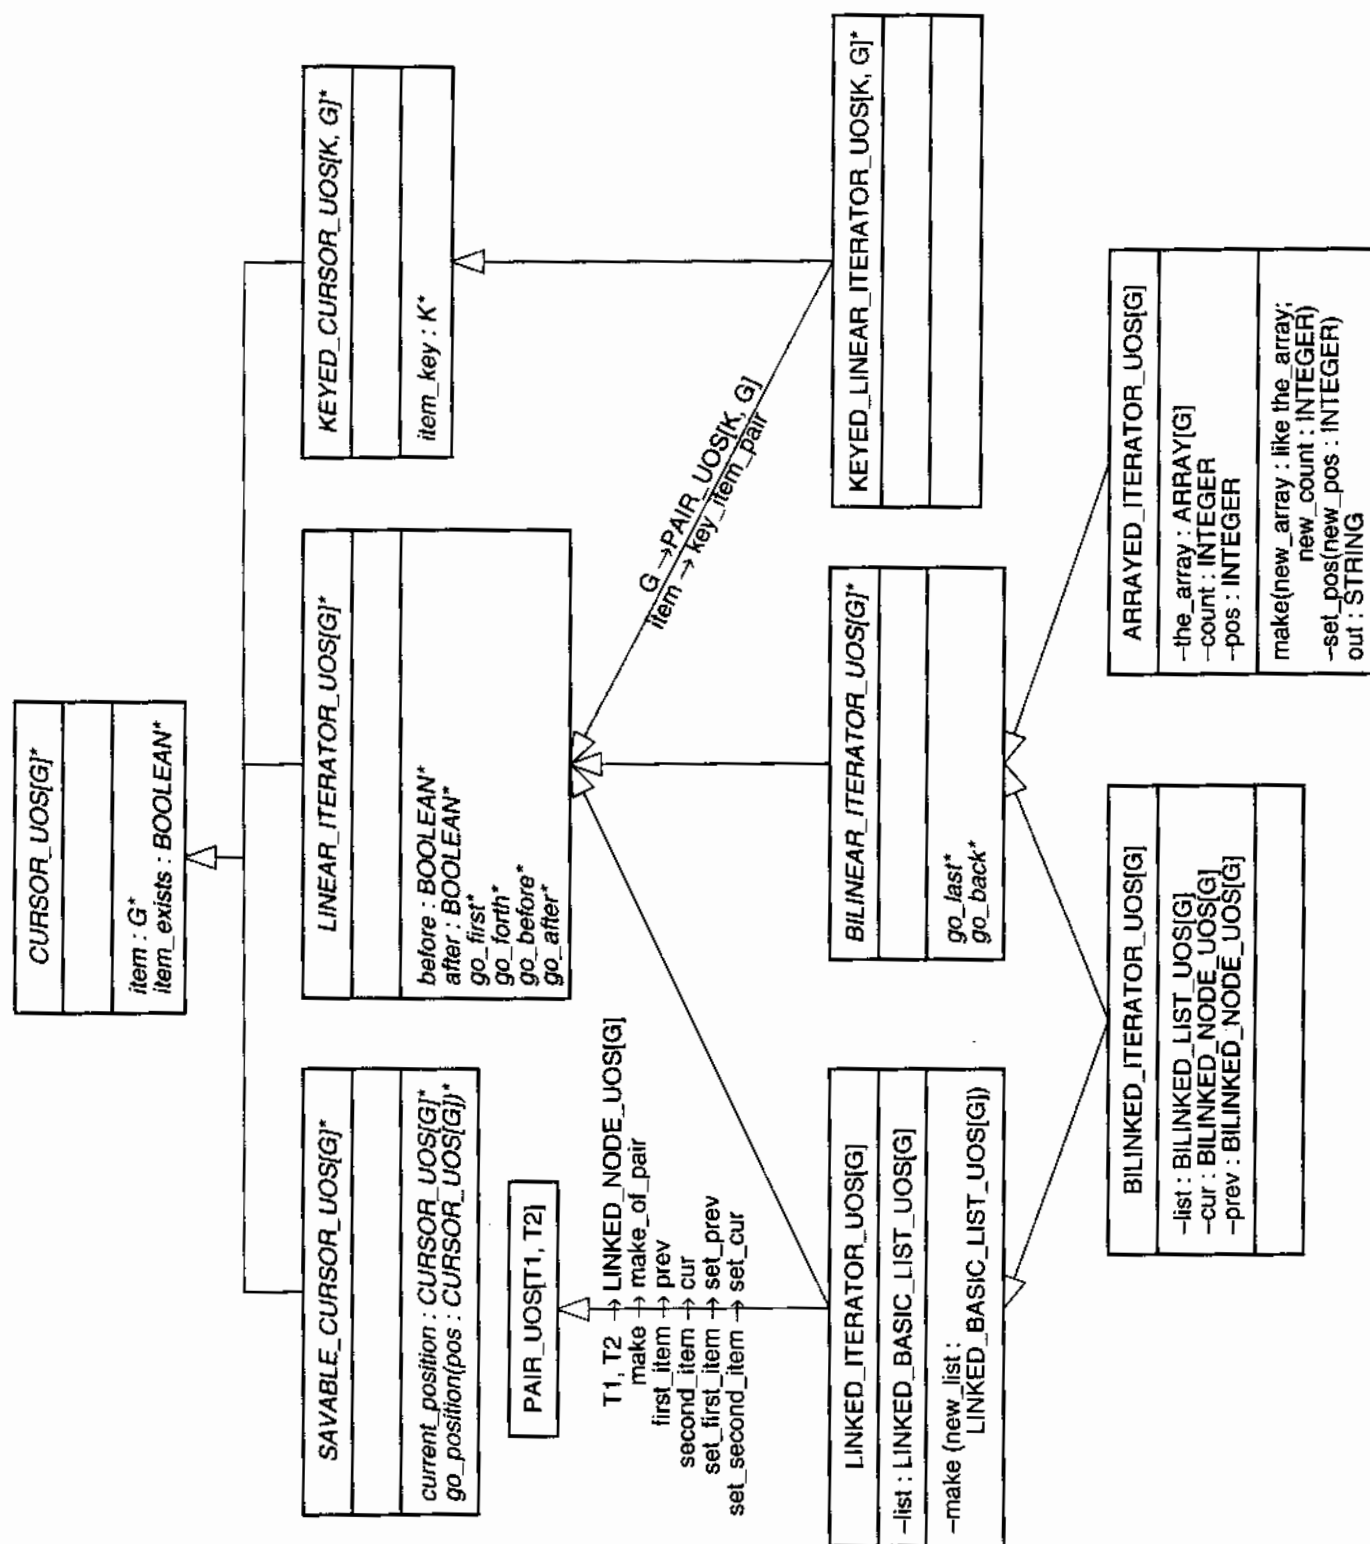 CURSOR_UOS[G]*
item : G*
item_exists : BOOLEAN*
SAVABLE_CURSOR_UOS[G]*
current_position : CURSOR_UOS[G]*
go_position(pos : CURSOR_UOS[G])*
LINEAR_ITERATOR_UOS[G]*
before : BOOLEAN*
after : BOOLEAN*
go_first*
go_forth*
go_before*
go_after*
KEYED_CURSOR_UOS[K, G]*
item_key : K*
PAIR_UOS[T1, T2]
T1, T2 → LINKED_NODE_UOS[G]
make → make_of_pair
first_item → prev
second_item → cur
set_first_item → set_prev
set_second_item → set_cur
G → PAIR_UOS[K, G]
item → key_item_pair
LINKED_ITERATOR_UOS[G]
–list : LINKED_BASIC_LIST_UOS[G]
–make (new_list :
LINKED_BASIC_LIST_UOS[G])
BILINEAR_ITERATOR_UOS[G]*
go_last*
go_back*
KEYED_LINEAR_ITERATOR_UOS[K, G]*
BILINKED_ITERATOR_UOS[G]
–list : BILINKED_LIST_UOS[G]
–cur : BILINKED_NODE_UOS[G]
–prev : BILINKED_NODE_UOS[G]
ARRAYED_ITERATOR_UOS[G]
–the_array : ARRAY[G]
–count : INTEGER
–pos : INTEGER
make(new_array : like the_array;
new_count : INTEGER)
–set_pos(new_pos : INTEGER)
out : STRING